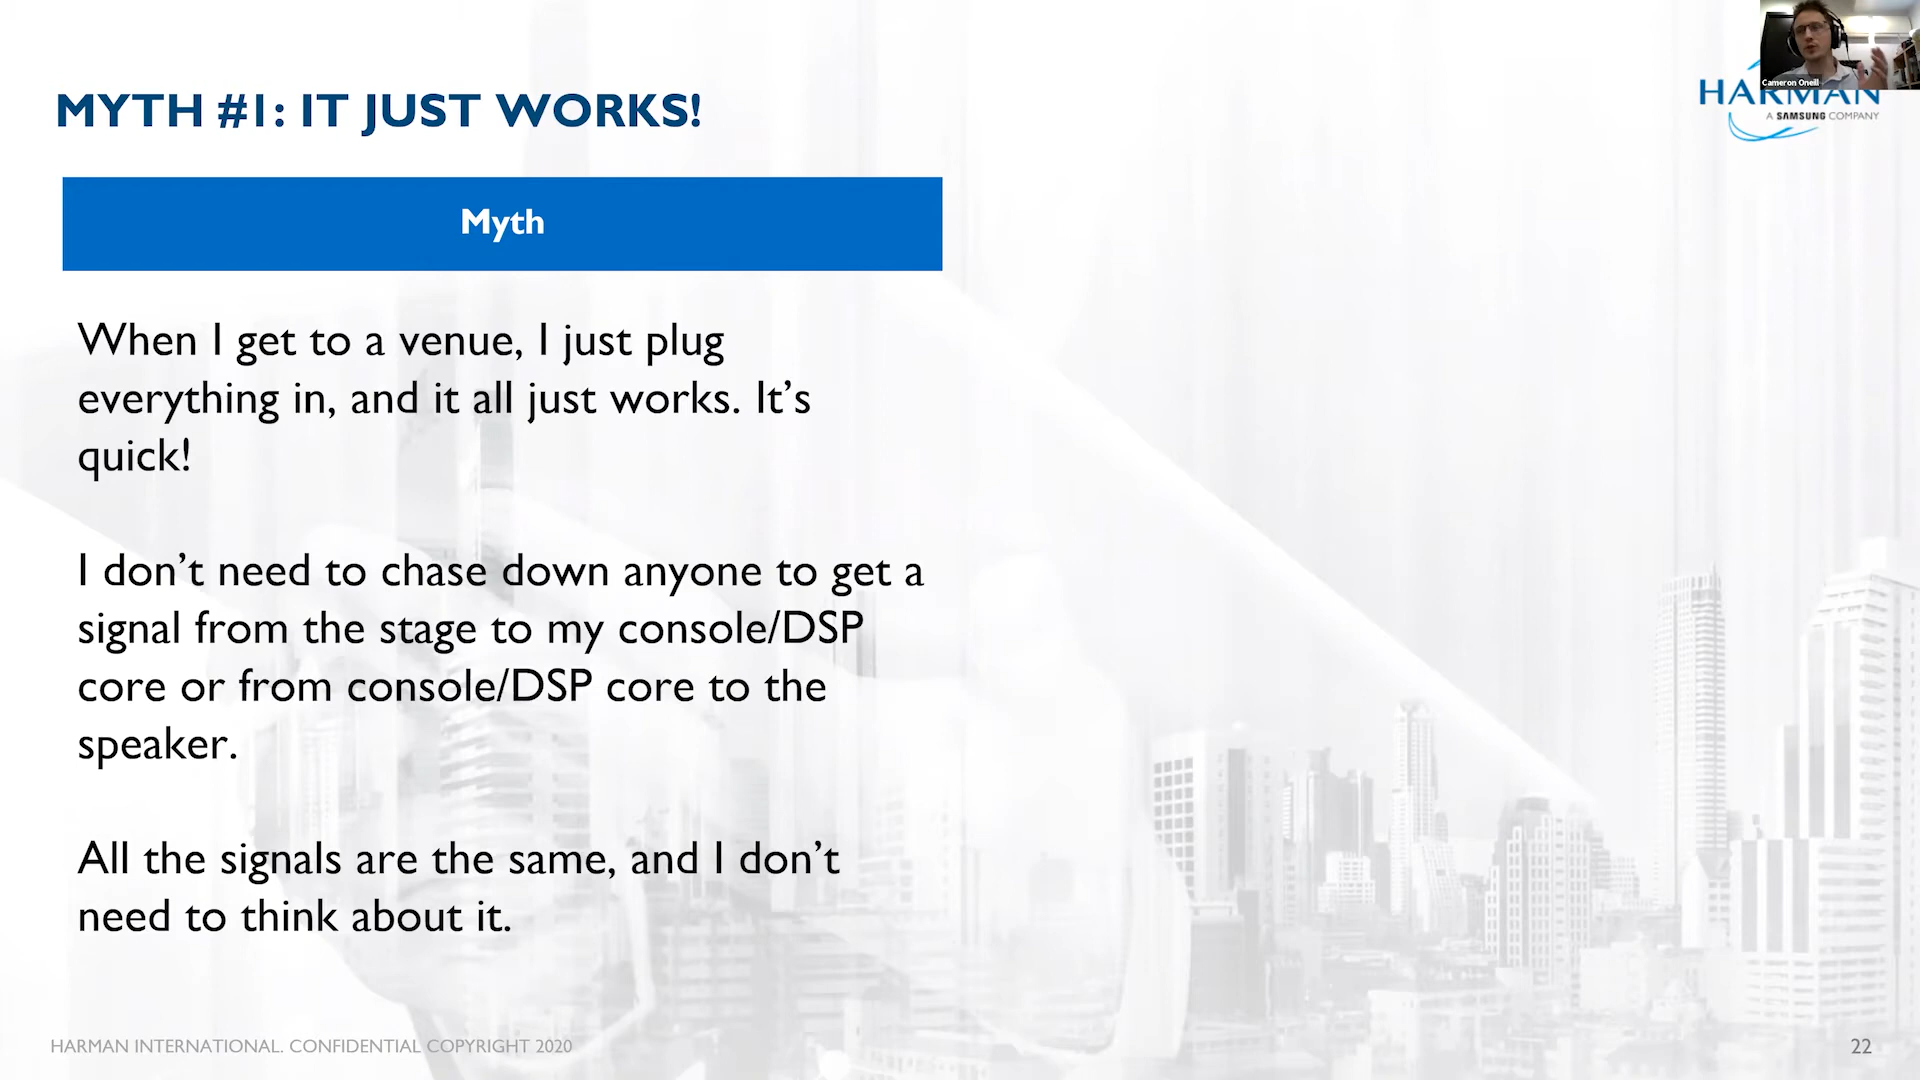 Cameron Oneill
HARMAN
A SAMSUNG COMPANY
MYTH #1: IT JUST WORKS!
Myth
When I get to a venue, I just plug
everything in, and it all just works. It’s
quick!
I don’t need to chase down anyone to get a
signal from the stage to my console/DSP
core or from console/DSP core to the
speaker.
All the signals are the same, and I don’t
need to think about it.
HARMAN INTERNATIONAL. CONFIDENTIAL COPYRIGHT 2020
22